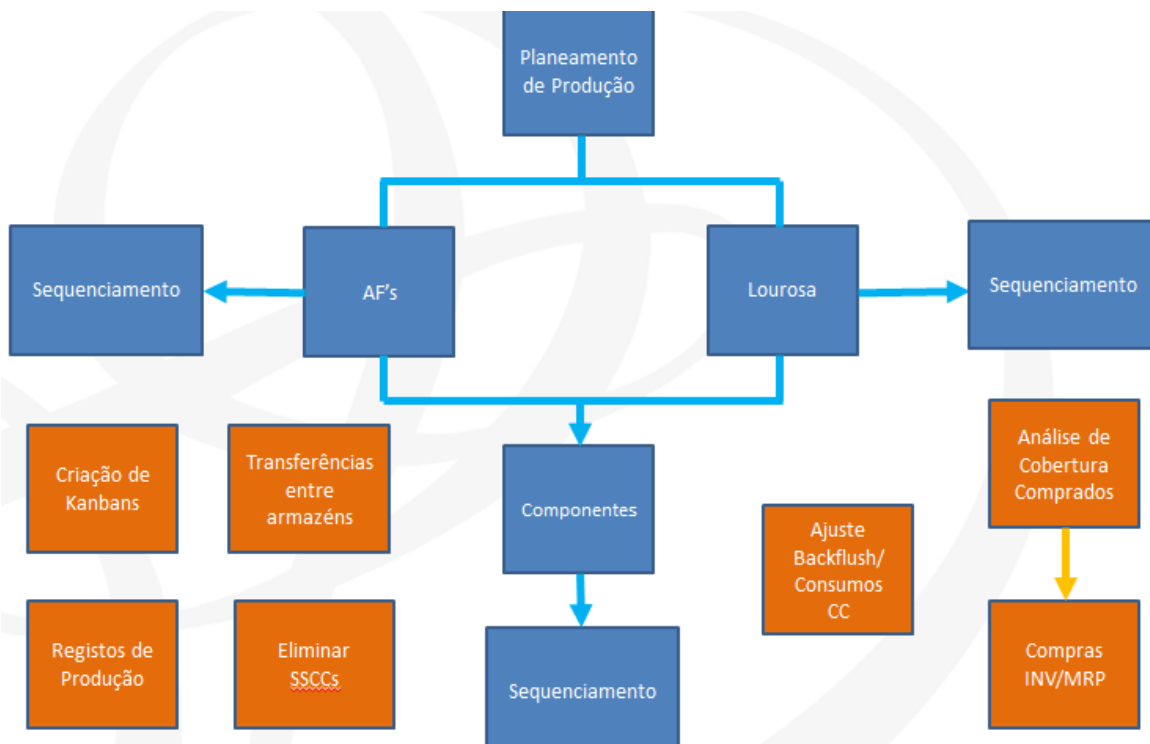 Planeamento
de Produção
Sequenciamento
AF's
Lourosa
Sequenciamento
Criação de
Kanbans
Transferências
entre
armazéns
Componentes
Ajuste
Backflush/
Consumos
CC
Análise de
Cobertura
Comprados
Registos de
Produção
Eliminar
SSCCs
Sequenciamento
Compras
INV/MRP